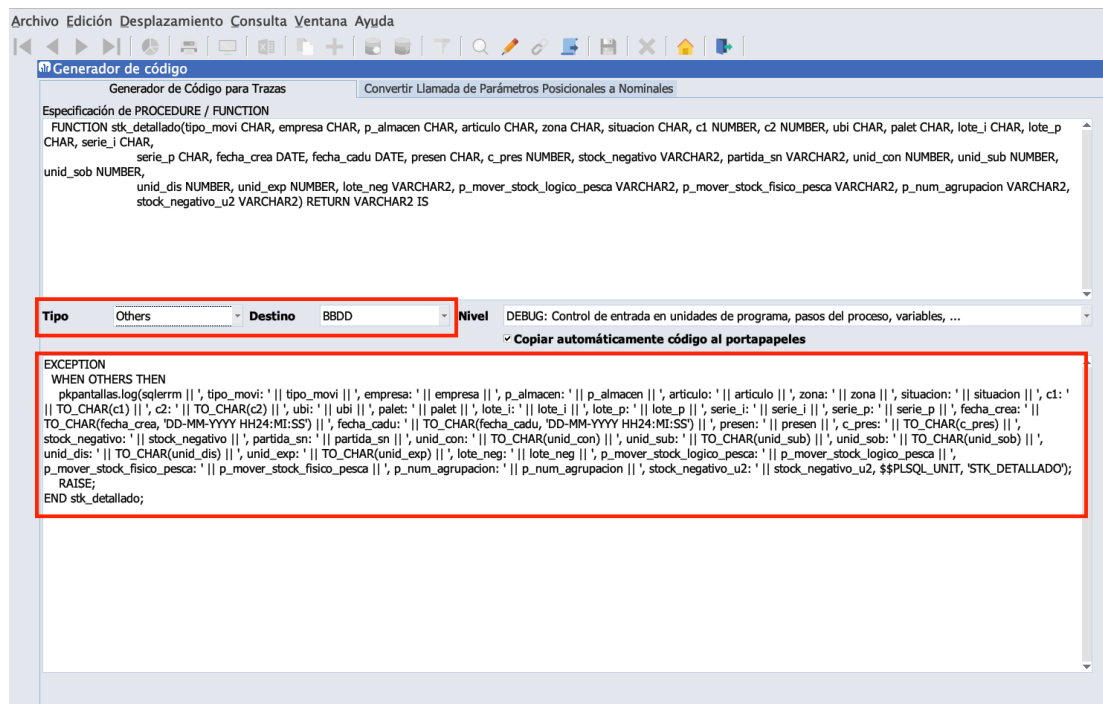 Archivo Edición Desplazamiento Consulta Ventana Ayuda
Generador de código
Generador de Código para Trazas
Convertir Llamada de Parámetros Posicionales a Nominales
Especificación de PROCEDURE / FUNCTION
FUNCTION stk_detallado(tipo_movi CHAR, empresa CHAR, p_almacen CHAR, articulo CHAR, zona CHAR, situacion CHAR, c1 NUMBER, c2 NUMBER, ubi CHAR, palet CHAR, lote_i CHAR, lote_p
CHAR, serie_i CHAR,
serie_p CHAR, fecha_crea DATE, fecha_cadu DATE, presen CHAR, c_pres NUMBER, stock_negativo VARCHAR2, partida_sn VARCHAR2, unid_con NUMBER, unid_sub NUMBER,
unid_sob NUMBER,
unid_dis NUMBER, unid_exp NUMBER, lote_neg VARCHAR2, p_mover_stock_logico_pesca VARCHAR2, p_mover_stock_fisico_pesca VARCHAR2, p_num_agrupacion VARCHAR2,
stock_negativo_u2 VARCHAR2) RETURN VARCHAR2 IS
Tipo Others Destino BBDD Nivel DEBUG: Control de entrada en unidades de programa, pasos del proceso, variables, ...
Copiar automáticamente código al portapapeles
EXCEPTION
WHEN OTHERS THEN
pkpantallas.log(sqlerrm || ', tipo_movi: ' || tipo_movi || ', empresa: ' || empresa || ', p_almacen: ' || p_almacen || ', articulo: ' || articulo || ', zona: ' || zona || ', situacion: ' || situacion || ', c1: '
|| TO_CHAR(c1) || ', c2: ' || TO_CHAR(c2) || ', ubi: ' || ubi || ', palet: ' || palet || ', lote_i: ' || lote_i || ', lote_p: ' || lote_p || ', serie_i: ' || serie_i || ', serie_p: ' || serie_p || ', fecha_crea: ' ||
TO_CHAR(fecha_crea, 'DD-MM-YYYY HH24:MI:SS') || ', fecha_cadu: ' || TO_CHAR(fecha_cadu, 'DD-MM-YYYY HH24:MI:SS') || ', presen: ' || presen || ', c_pres: ' || TO_CHAR(c_pres) || ',
stock_negativo: ' || stock_negativo || ', partida_sn: ' || partida_sn || ', unid_con: ' || TO_CHAR(unid_con) || ', unid_sub: ' || TO_CHAR(unid_sub) || ', unid_sob: ' || TO_CHAR(unid_sob) || ',
unid_dis: ' || TO_CHAR(unid_dis) || ', unid_exp: ' || TO_CHAR(unid_exp) || ', lote_neg: ' || lote_neg || ', p_mover_stock_logico_pesca: ' || p_mover_stock_logico_pesca || ',
p_mover_stock_fisico_pesca: ' || p_mover_stock_fisico_pesca || ', p_num_agrupacion: ' || p_num_agrupacion || ', stock_negativo_u2: ' || stock_negativo_u2, $$PLSQL_UNIT, 'STK_DETALLADO');
RAISE;
END stk_detallado;